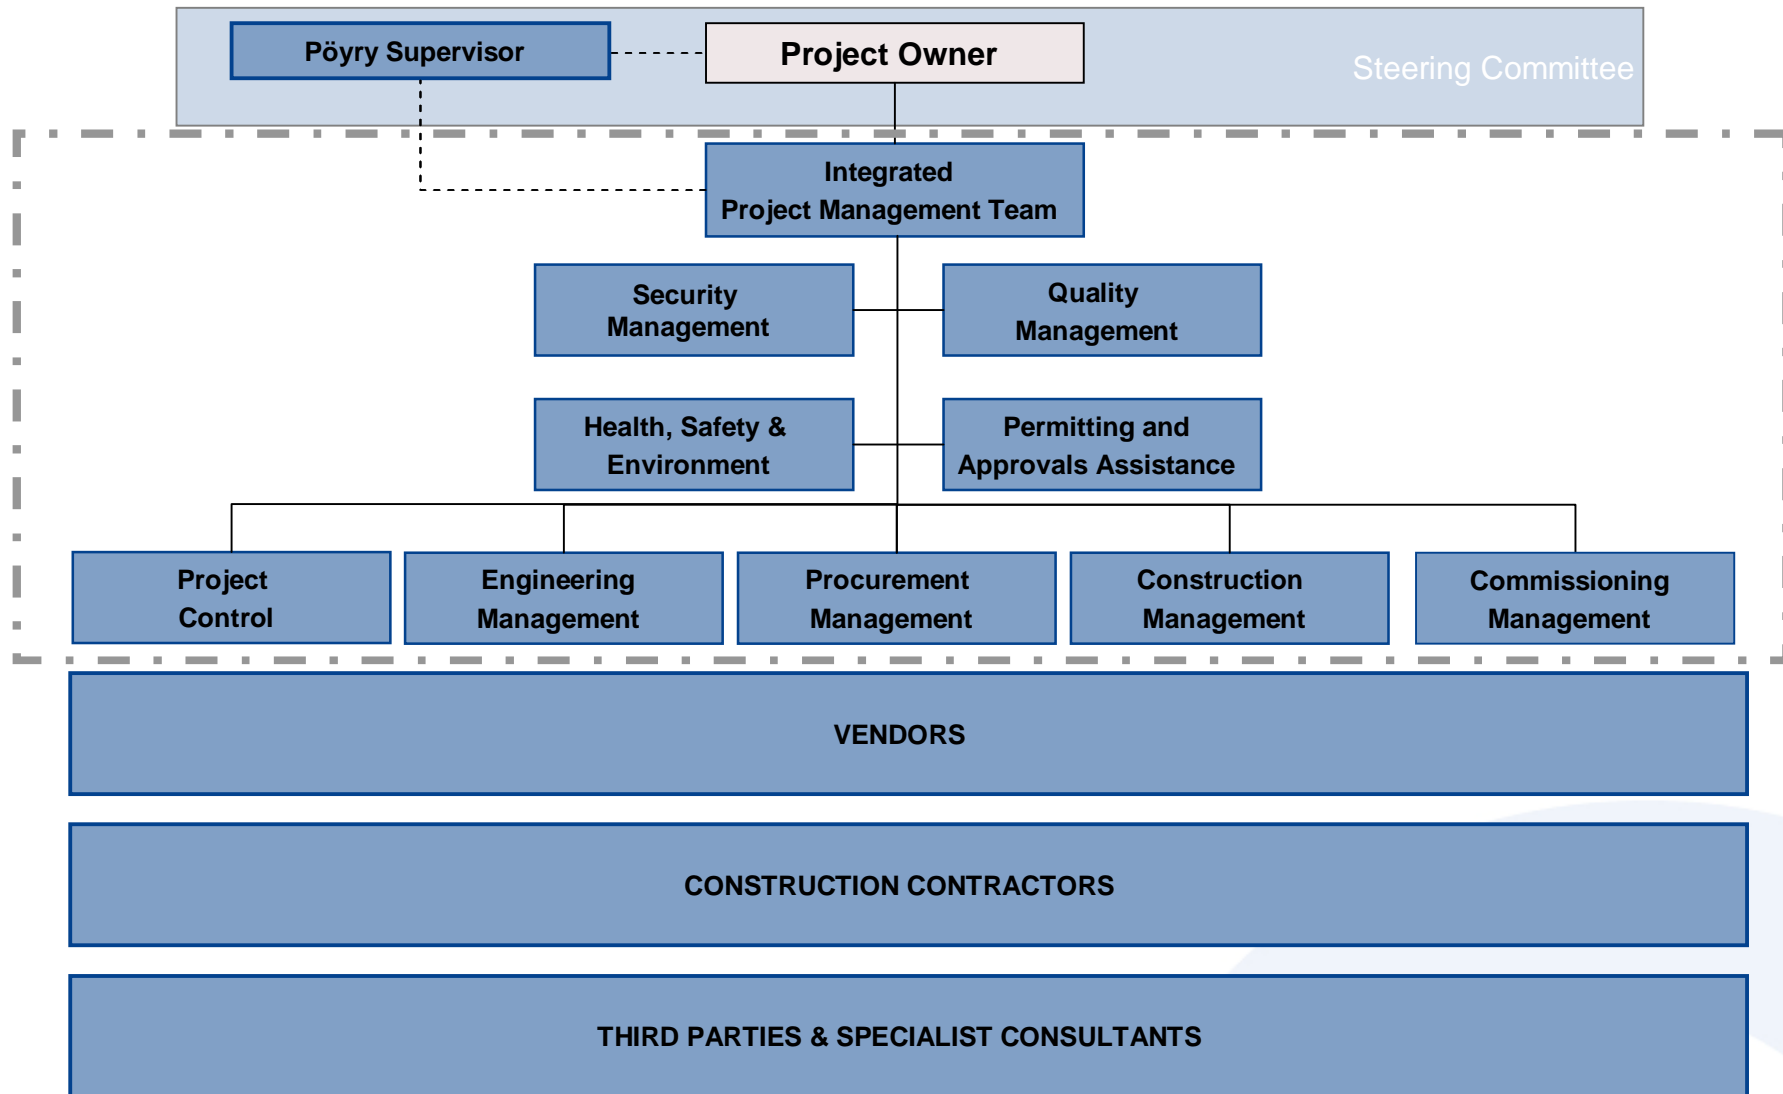 Pöyry Supervisor
Project Owner
Steering Committee
Integrated
Project Management Team
Security
Management
Quality
Management
Health, Safety &
Environment
Permitting and
Approvals Assistance
Project
Control
Engineering
Management
Procurement
Management
Construction
Management
Commissioning
Management
VENDORS
CONSTRUCTION CONTRACTORS
THIRD PARTIES & SPECIALIST CONSULTANTS